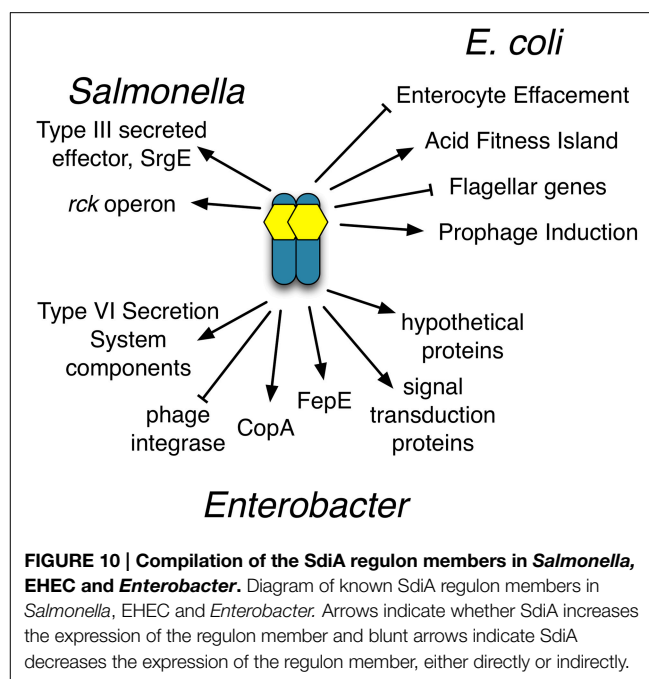 E. coli
Salmonella
Enterocyte Effacement
Type III secreted
effector, SrgE
Acid Fitness Island
rck operon
Flagellar genes
Prophage Induction
Type VI Secretion
System
components
hypothetical
proteins
phage
integrase
CopA
FepE
signal
transduction
proteins
Enterobacter
FIGURE 10 | Compilation of the SdiA regulon members in Salmonella,
EHEC and Enterobacter. Diagram of known SdiA regulon members in
Salmonella, EHEC and Enterobacter. Arrows indicate whether SdiA increases
the expression of the regulon member and blunt arrows indicate SdiA
decreases the expression of the regulon member, either directly or indirectly.